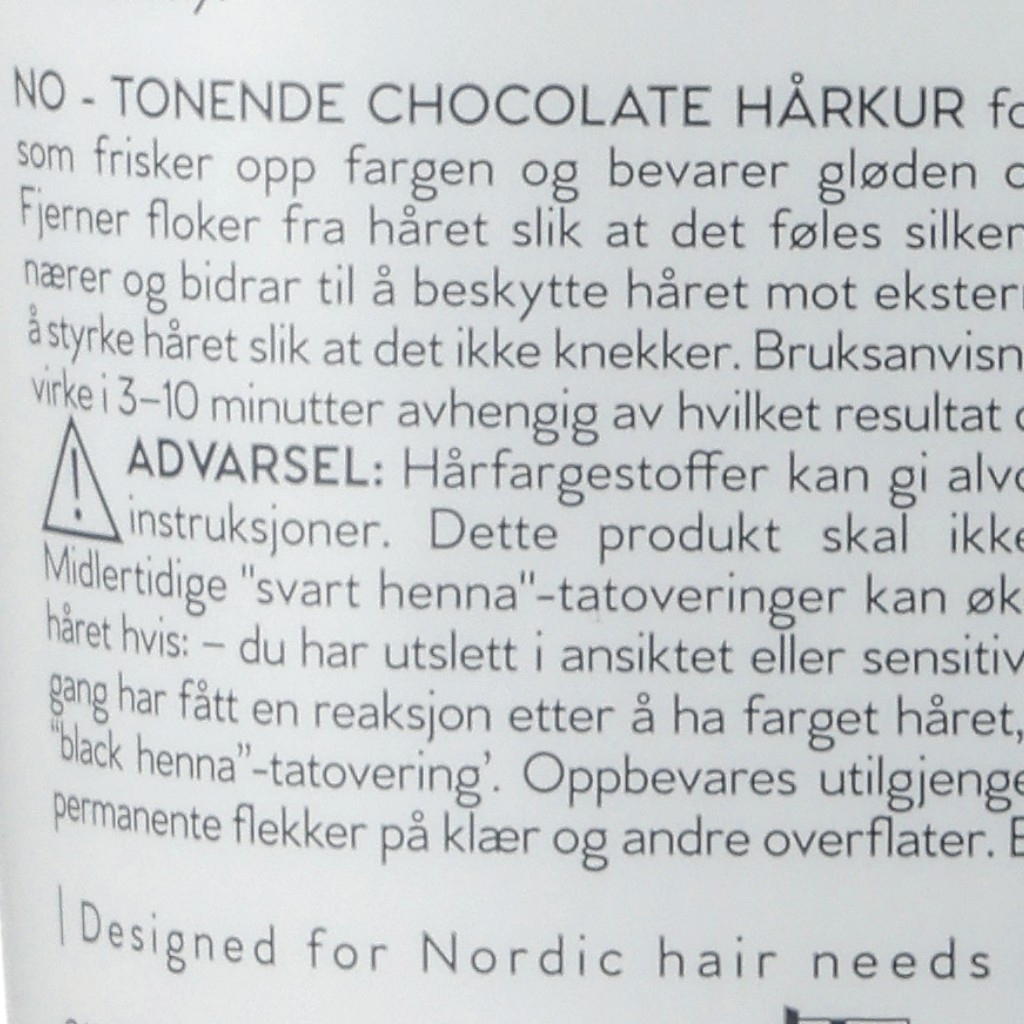 NO - TONENDE CHOCOLATE HÅRKUR
som frisker opp fargen og bevarer gløden
Fjerner floker fra håret slik at det føles
nærer og bidrar til å beskytte håret mot
å styrke håret slik at det ikke knekker.
virke i 3–10 minutter avhengig av hvilket resultat
ADVARSEL: Hårfargestoffer kan gi
instruksjoner. Dette produkt skal
Midlertidige "svart henna"-tatoveringer kan
håret hvis: – du har utslett i ansiktet eller
gang har fått en reaksjon etter å ha farget håret,
"black henna"-tatovering'. Oppbevares
permanente flekker på klær og andre overflater.
| Designed for Nordic hair needs